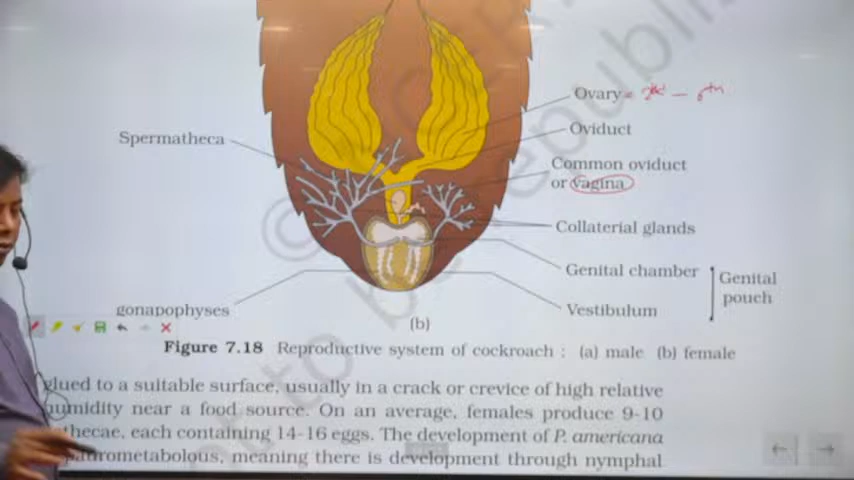 Ovary = 2nd - 6th
Spermatheca
Oviduct
Common oviduct
or vagina
Collaterial glands
Genital chamber
Genital
pouch
gonapophyses
Vestibulum
(b)
Figure 7.18 Reproductive system of cockroach : (a) male (b) female
glued to a suitable surface, usually in a crack or crevice of high relative
humidity near a food source. On an average, females produce 9-10
thecae, each containing 14-16 eggs. The development of P. americana
paurometabolous, meaning there is development through nymphal